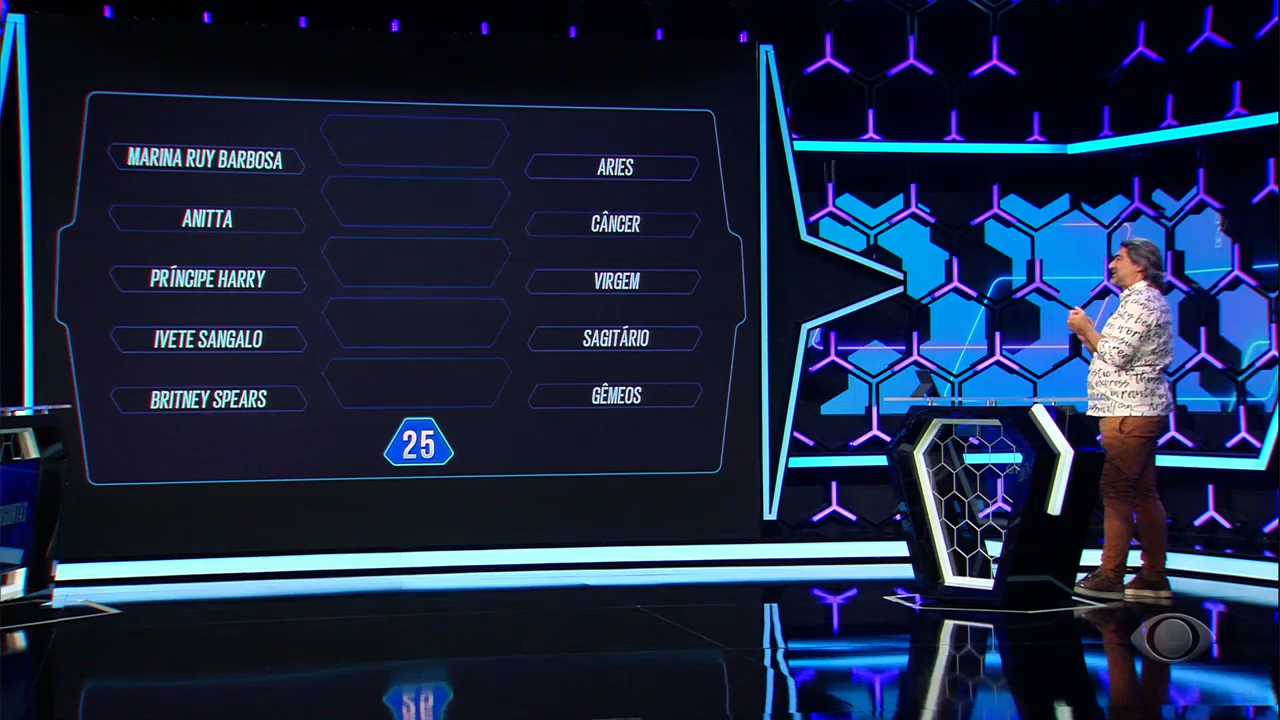 MARINA RUY BARBOSA
ARIES
ANITTA
CÂNCER
PRÍNCIPE HARRY
VIRGEM
IVETE SANGALO
SAGITÁRIO
BRITNEY SPEARS
GÊMEOS
25